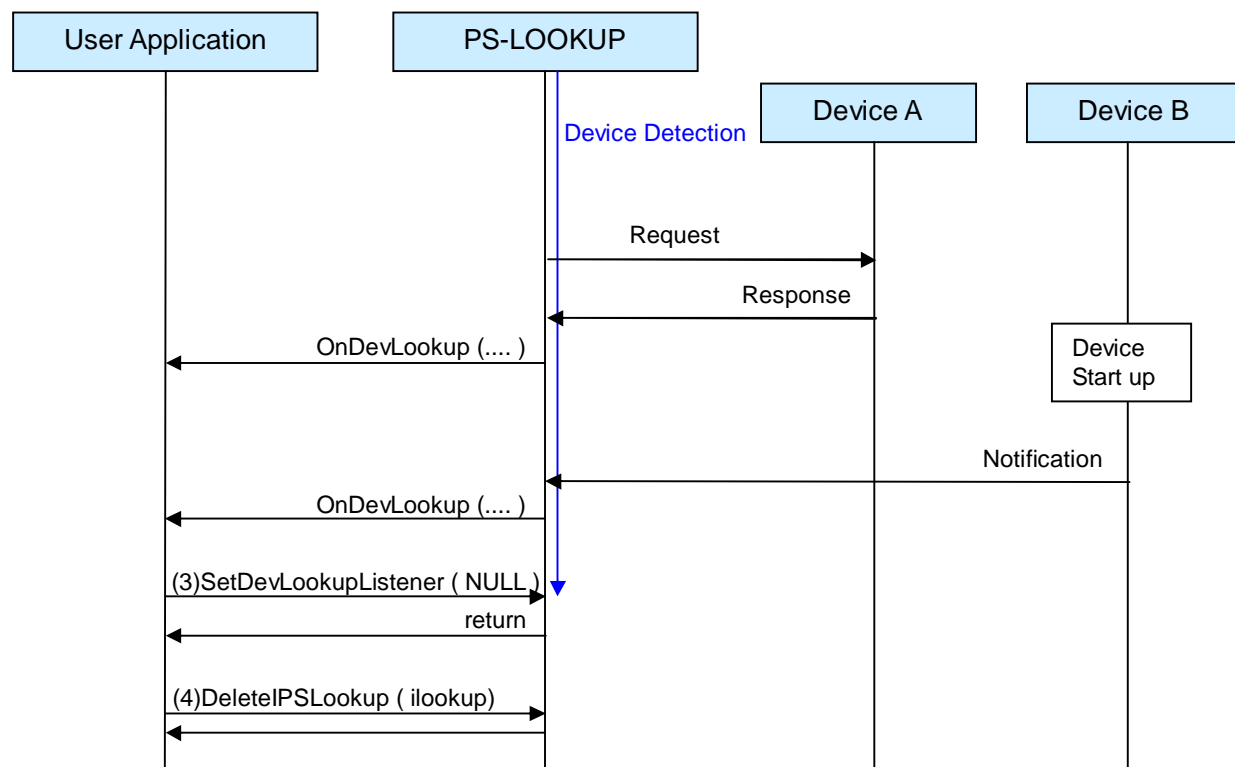 User Application
PS-LOOKUP
Device A
Device B
Device Detection
Request
Response
OnDevLookup (.... )
Device
Start up
Notification
OnDevLookup (.... )
(3)SetDevLookupListener ( NULL )
return
(4)DeleteIPSLookup ( ilookup)